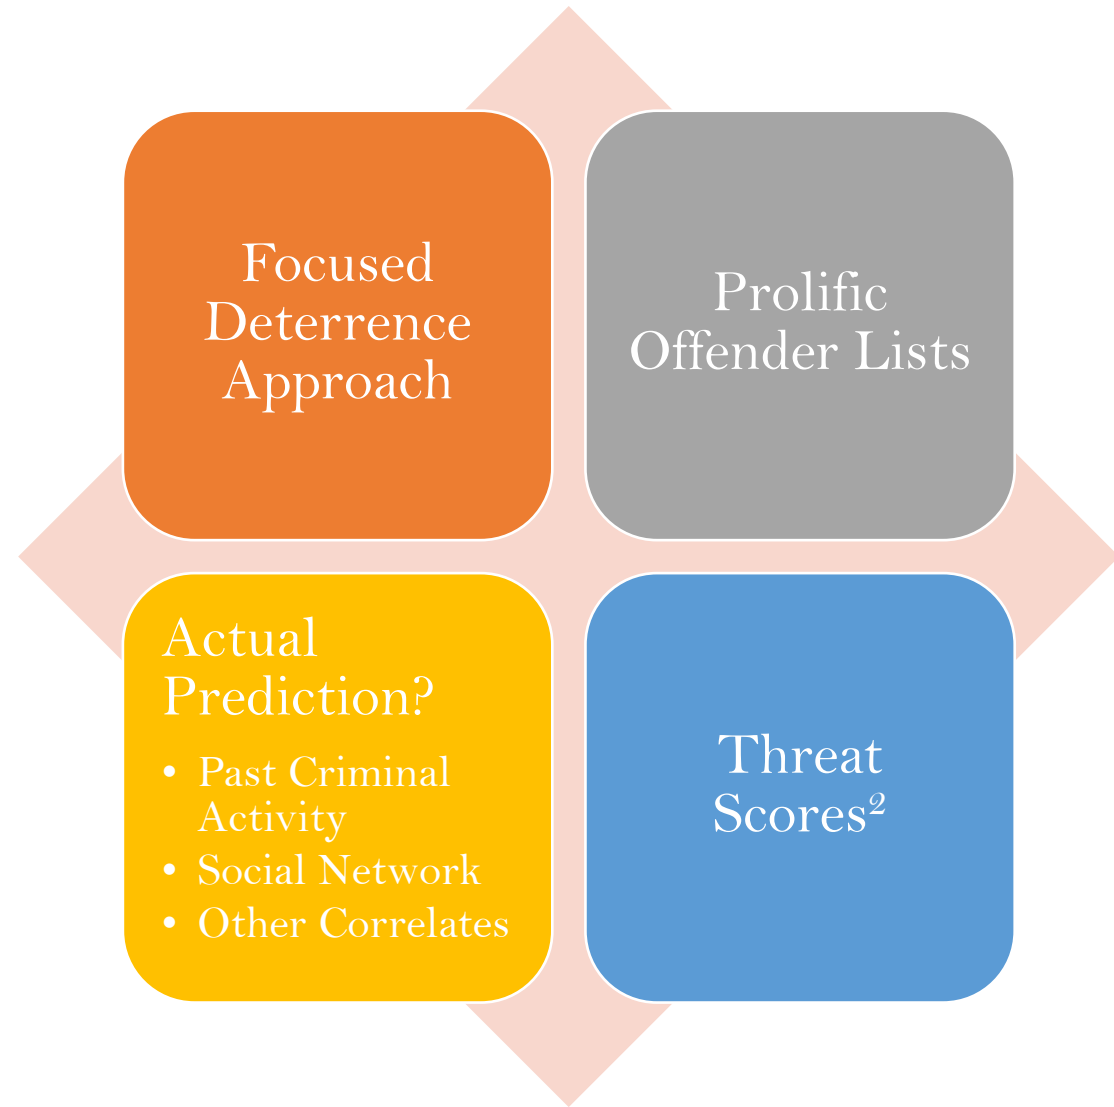 Focused
Deterrence
Approach
Prolific
Offender Lists
Actual
Prediction?
• Past Criminal
Activity
• Social Network
• Other Correlates
Threat
Scores²